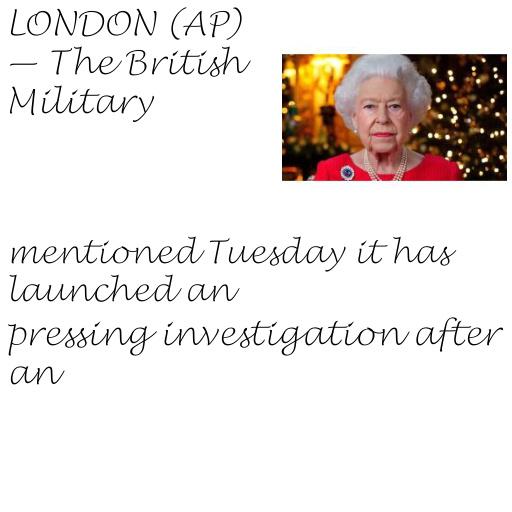 LONDON (AP)
— The British
Military
mentioned Tuesday it has
launched an
pressing investigation after
an